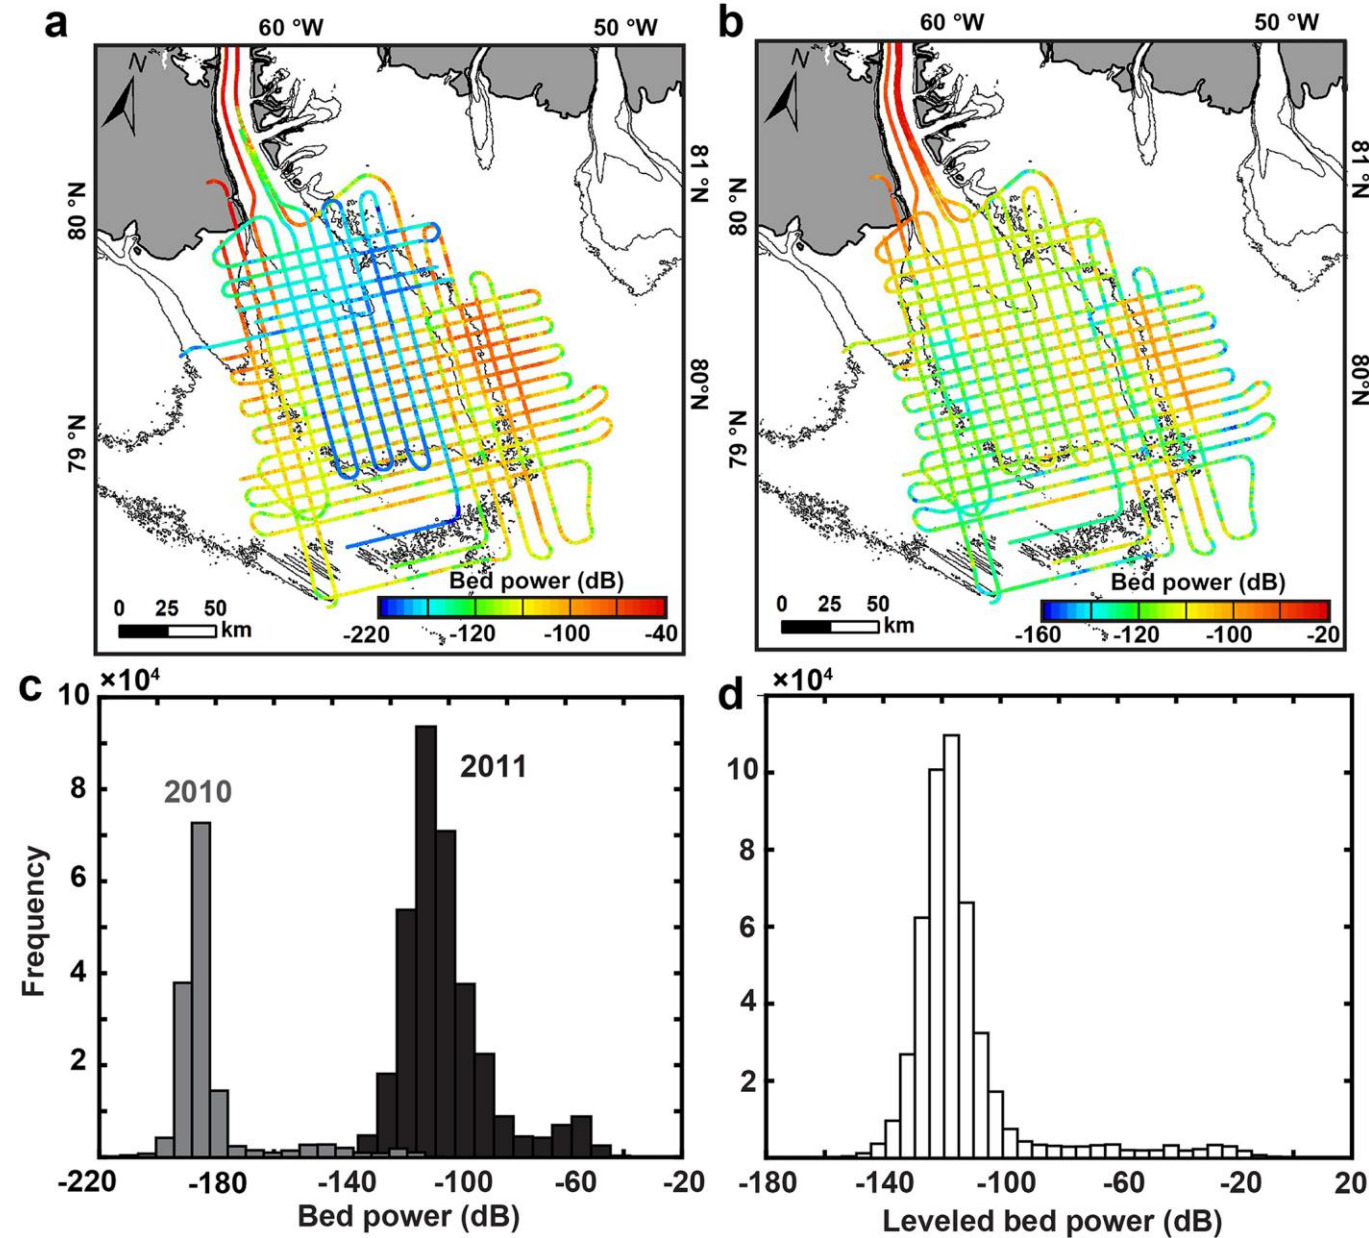 a
60 °W
50 °W
N
81 °N
80 °N
80°N
79 °N
Bed power (dB)
0 25 50
km
-220 -120 -100 -40
b
60 °W
50 °W
N
81 °N
80 °N
80°N
79 °N
Bed power (dB)
0 25 50
km
-160 -120 -100 -20
c
×10⁴
10
8
6
4
2
Frequency
2010
2011
-220 -180 -140 -100 -60 -20
Bed power (dB)
d
×10⁴
10
8
6
4
2
-180 -140 -100 -60 -20 20
Leveled bed power (dB)